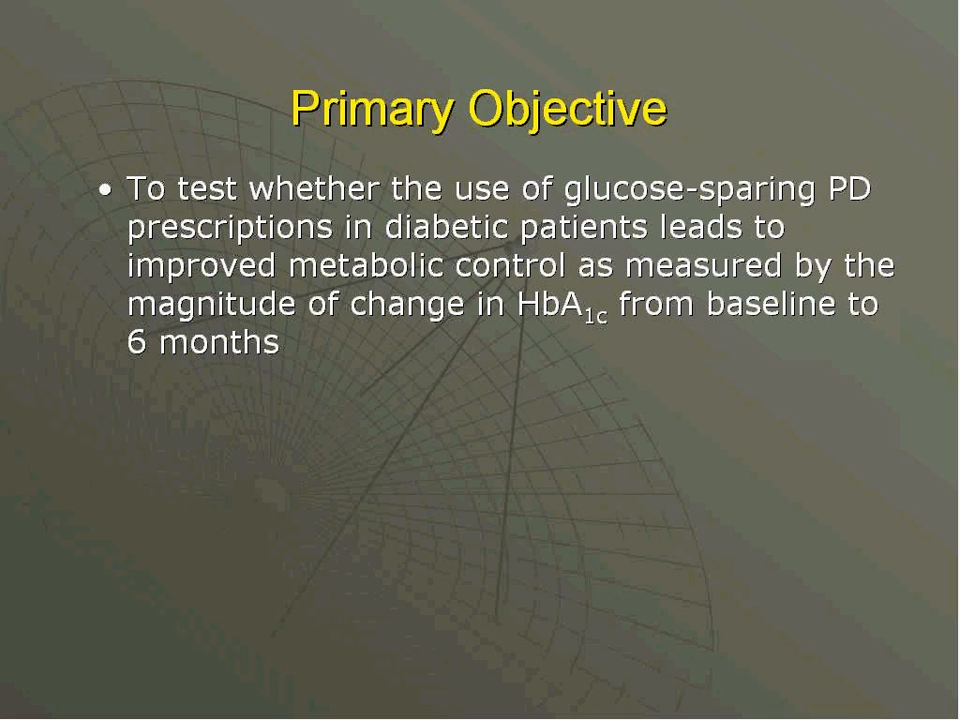 Primary Objective
• To test whether the use of glucose-sparing PD
prescriptions in diabetic patients leads to
improved metabolic control as measured by the
magnitude of change in HbA1c from baseline to
6 months